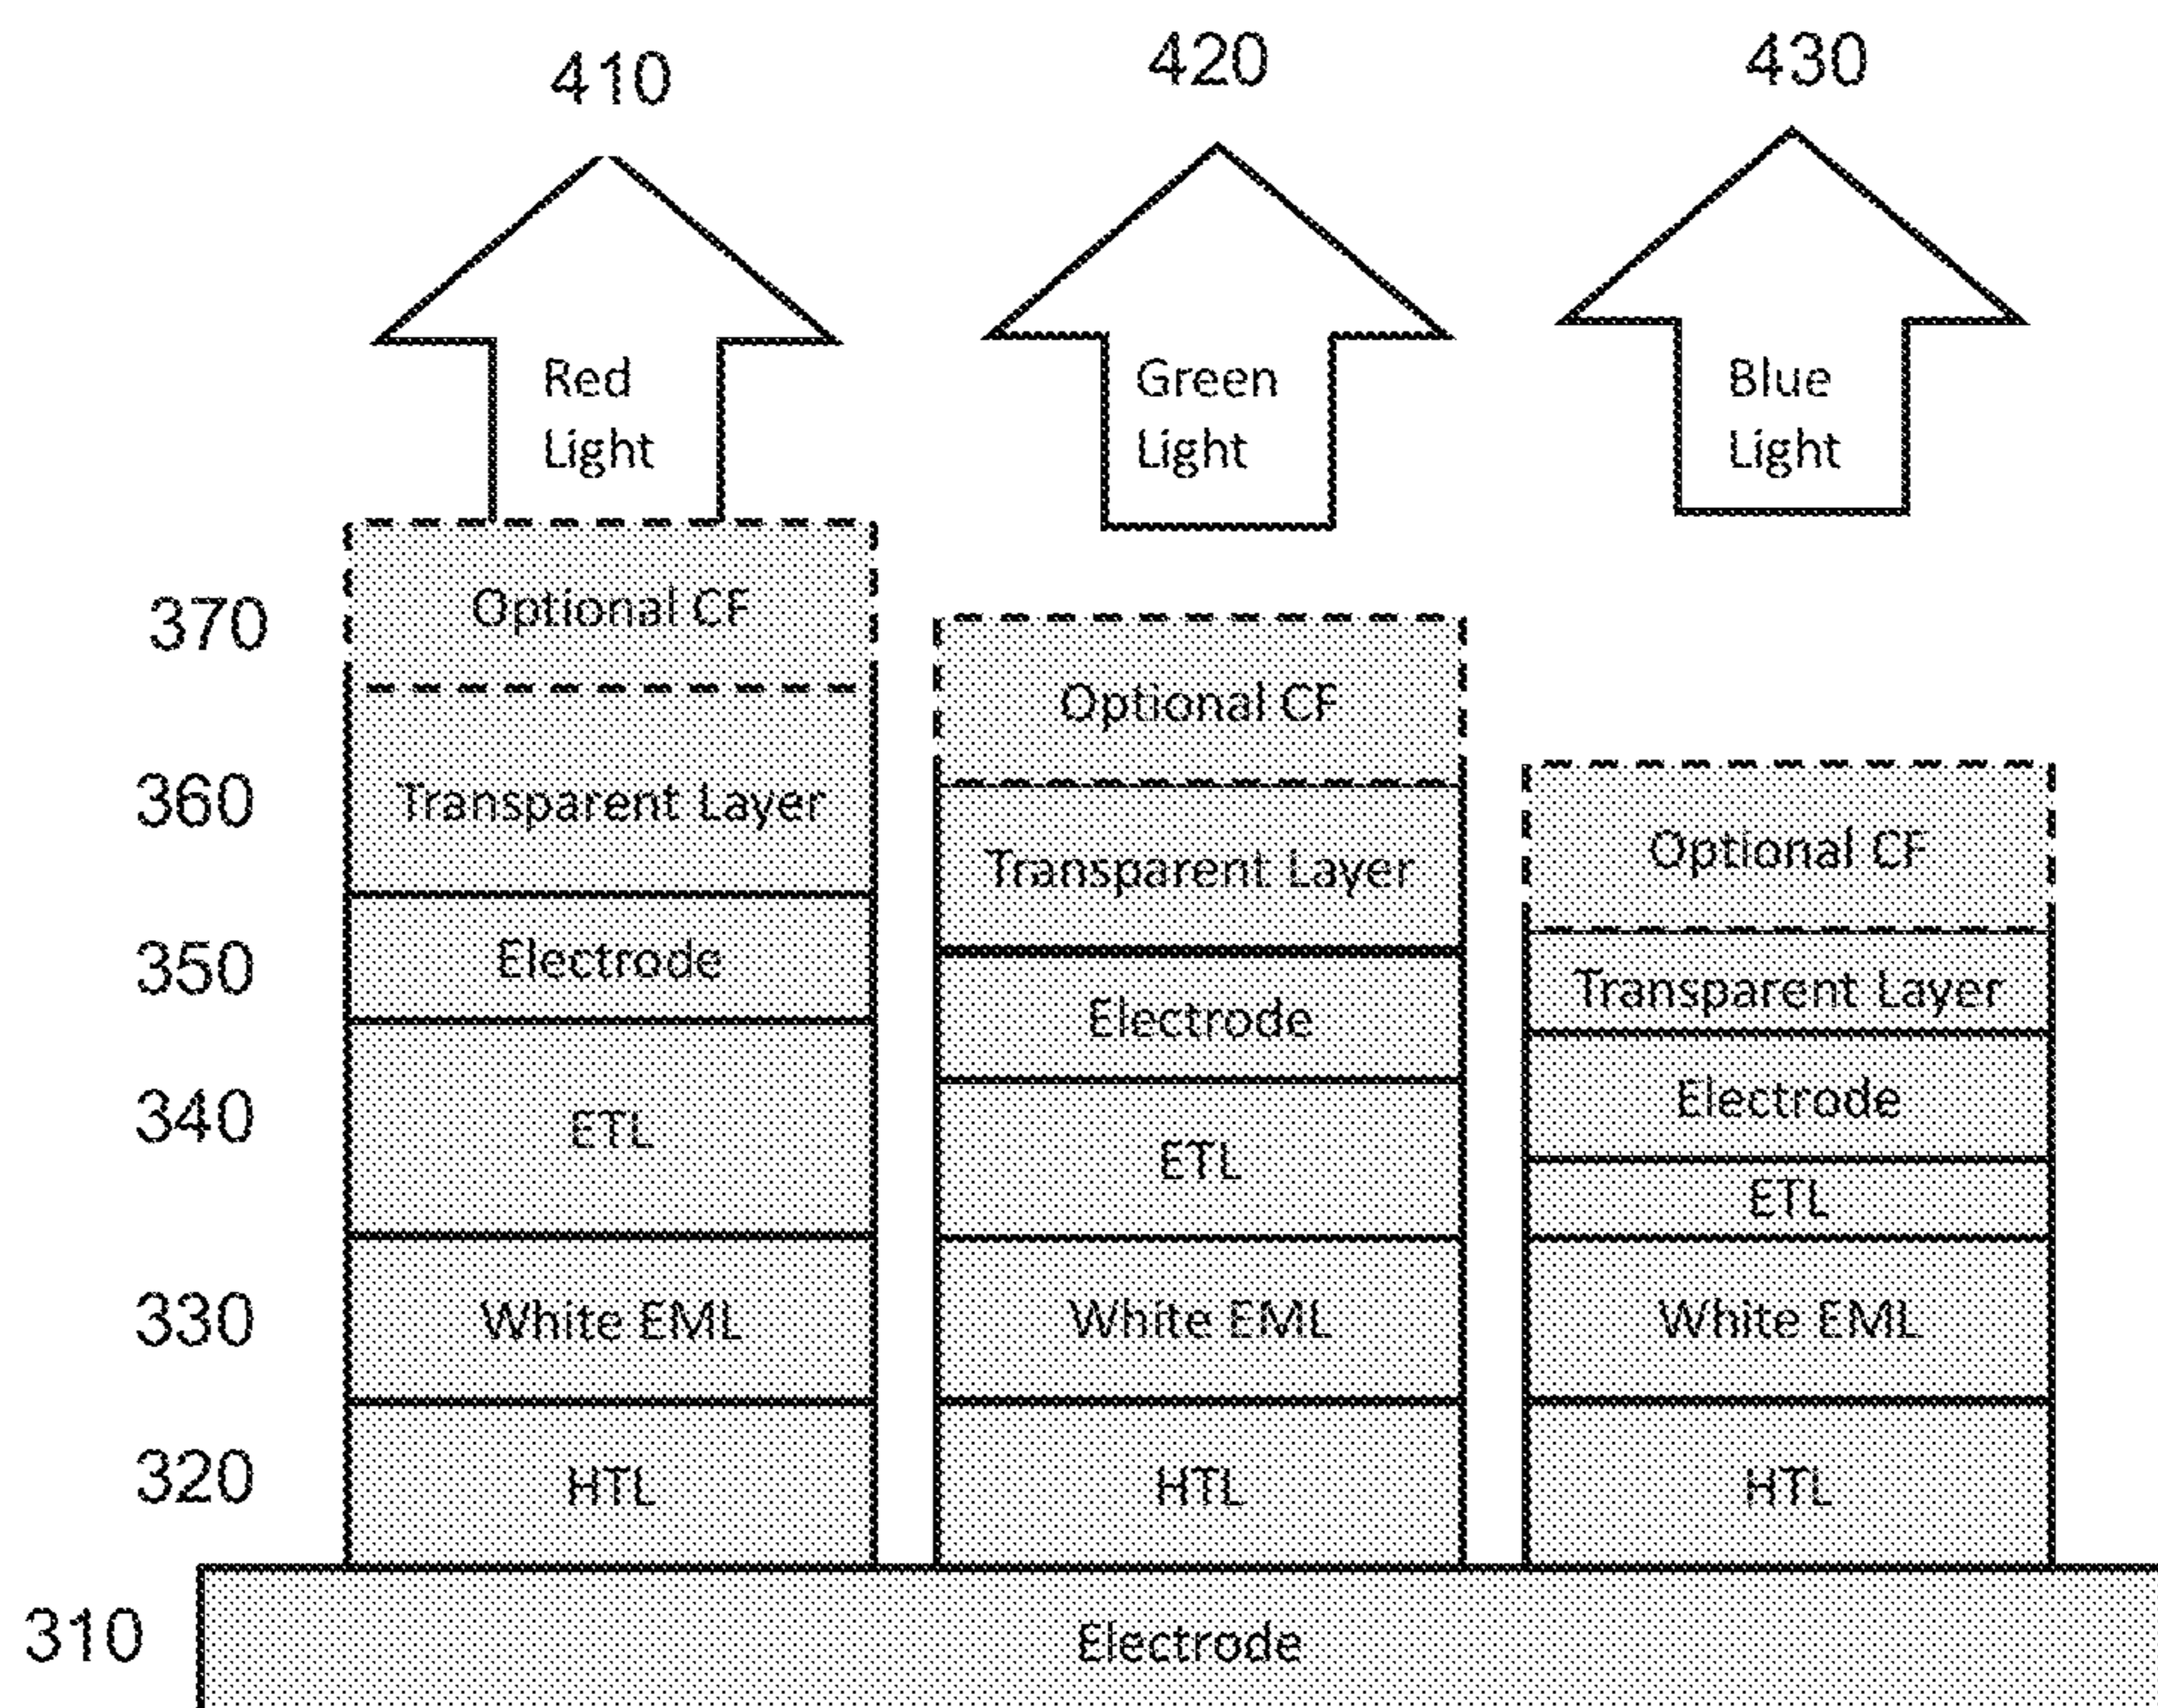 410
420
430
Red
Light
Green
Light
Blue
Light
370
Optional CF
Optional CF
Optional CF
360
Transparent Layer
Transparent Layer
Transparent Layer
350
Electrode
Electrode
Electrode
340
ETL
ETL
ETL
330
White EML
White EML
White EML
320
HTL
HTL
HTL
310
Electrode